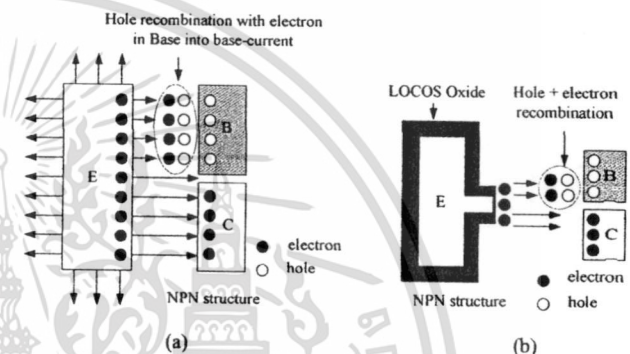 Hole recombination with electron
in Base into base-current
E
B
C
electron
hole
NPN structure
(a)
LOCOS Oxide
Hole + electron
recombination
E
B
C
electron
hole
NPN structure
(b)